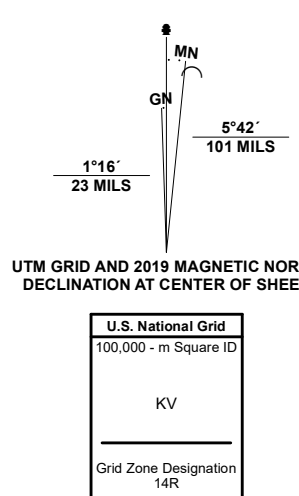 MN
GN
5°42´
101 MILS
1°16´
23 MILS
UTM GRID AND 2019 MAGNETIC NOR
DECLINATION AT CENTER OF SHEE
U.S. National Grid
100,000 - m Square ID
KV
Grid Zone Designation
14R